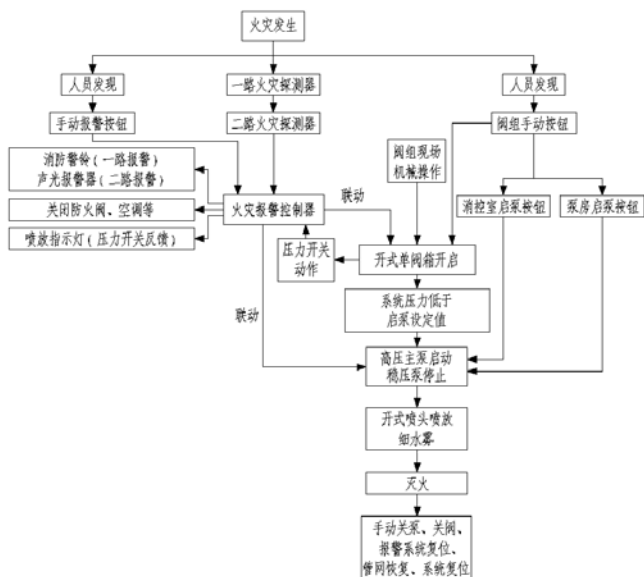 火灾发生
人员发现
一路火灾探测器
人员发现
手动报警按钮
二路火灾探测器
阀组手动按钮
消防警铃(一路报警)
声光报警器(二路报警)
阀组现场
机械操作
关闭防火阀、空调等
火灾报警控制器
联动
消控室启泵按钮
泵房启泵按钮
喷放指示灯(压力开关反馈)
压力开关
动作
开式单阀箱开启
系统压力低于
启泵设定值
联动
高压主泵启动
稳压泵停止
开式喷头喷放
细水雾
灭火
手动关泵、关阀、
报警系统复位、
管网恢复、系统复位